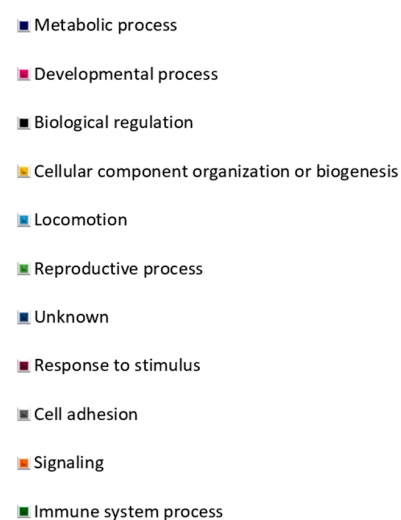 Metabolic process
Developmental process
Biological regulation
Cellular component organization or biogenesis
Locomotion
Reproductive process
Unknown
Response to stimulus
Cell adhesion
Signaling
Immune system process